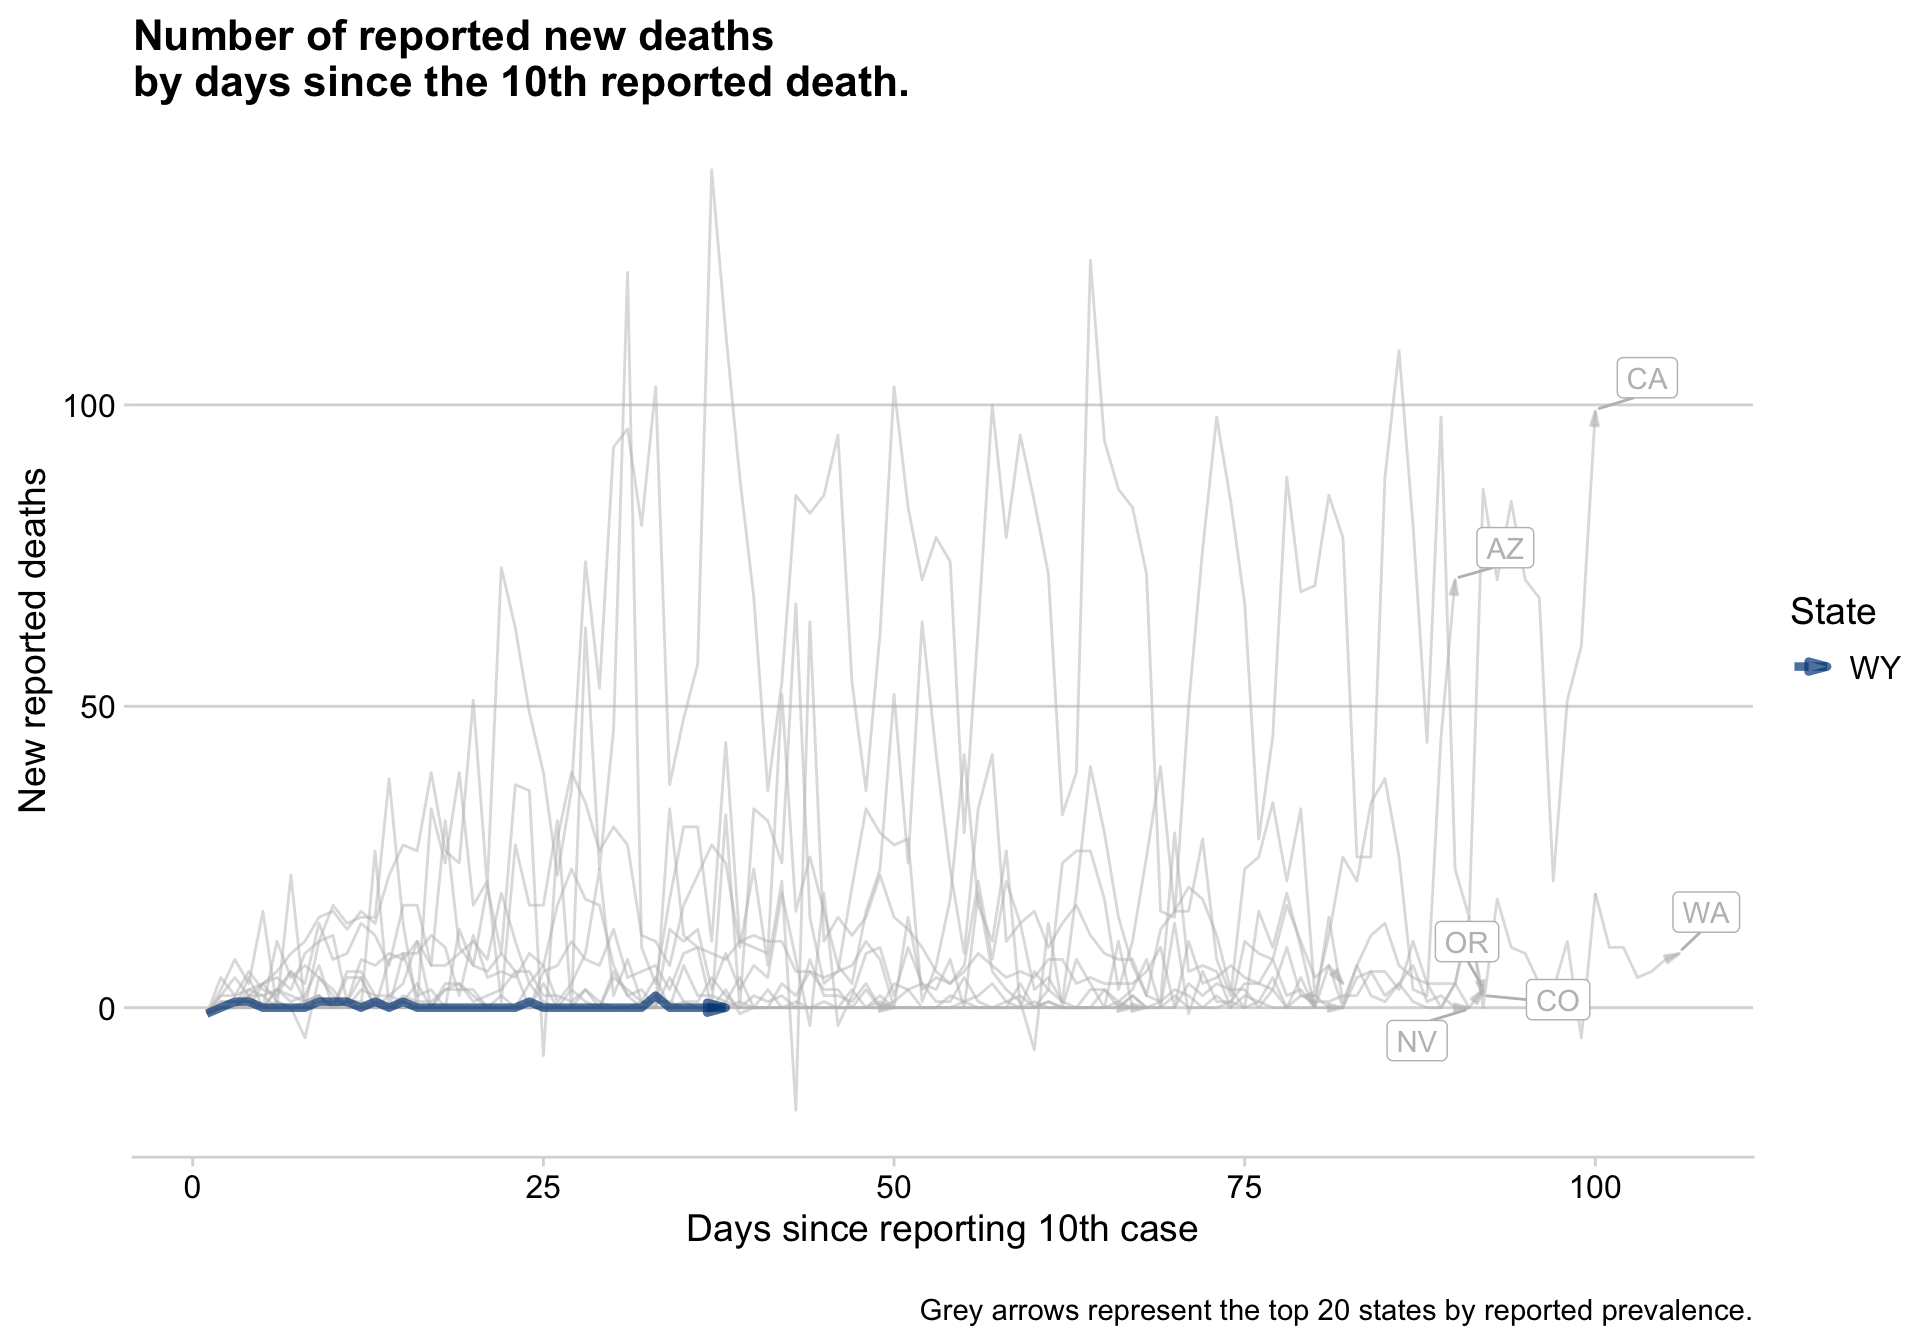 Number of reported new deaths
by days since the 10th reported death.
New reported deaths
100
50
0
CA
AZ
WA
OR
CO
NV
State
WY
0
25
50
75
100
Days since reporting 10th case
Grey arrows represent the top 20 states by reported prevalence.